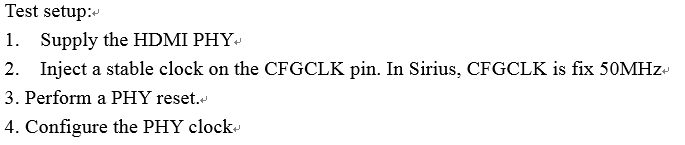 Test setup:
1. Supply the HDMI PHY
2. Inject a stable clock on the CFGCLK pin. In Sirius, CFGCLK is fix 50MHz
3. Perform a PHY reset.
4. Configure the PHY clock